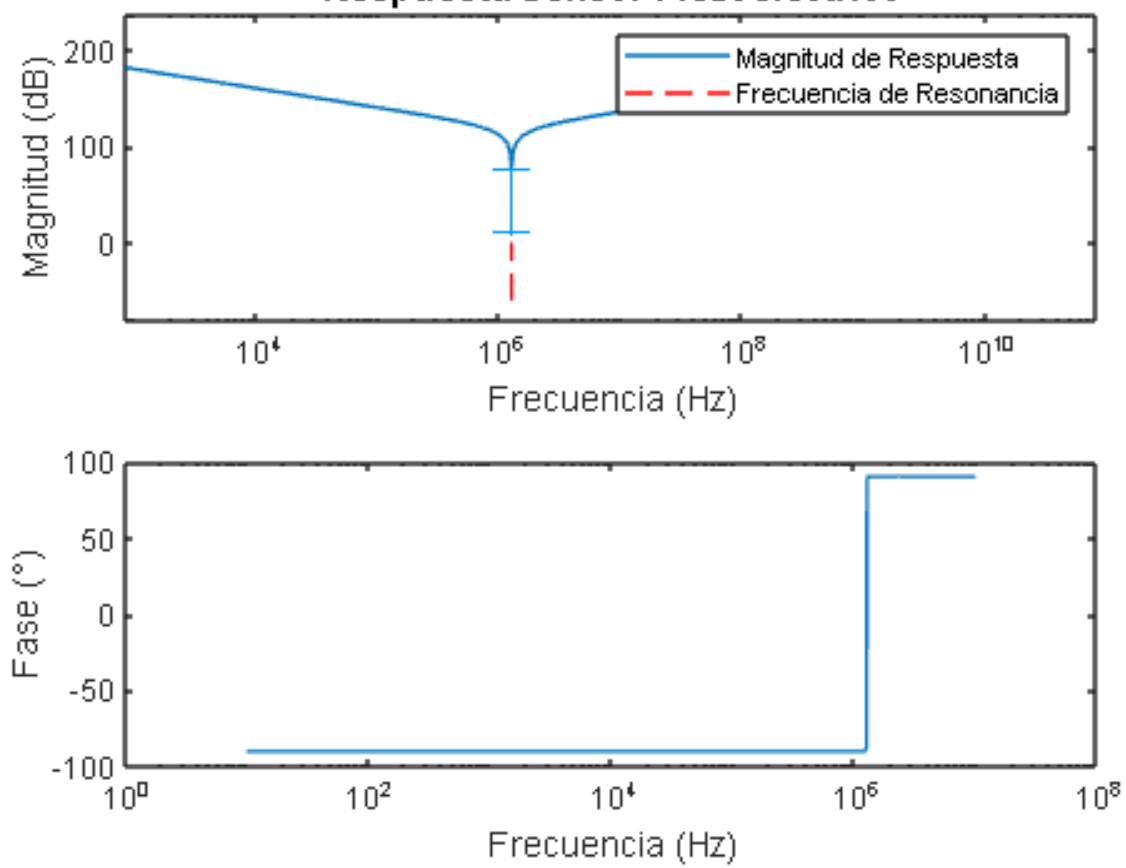 Magnitud de Respuesta
Frecuencia de Resonancia
Magnitud (dB)
200
100
0
10⁴
10⁶
10⁸
10¹⁰
Frecuencia (Hz)
Fase (°)
100
50
0
-50
-100
10⁰
10²
10⁴
10⁶
10⁸
Frecuencia (Hz)